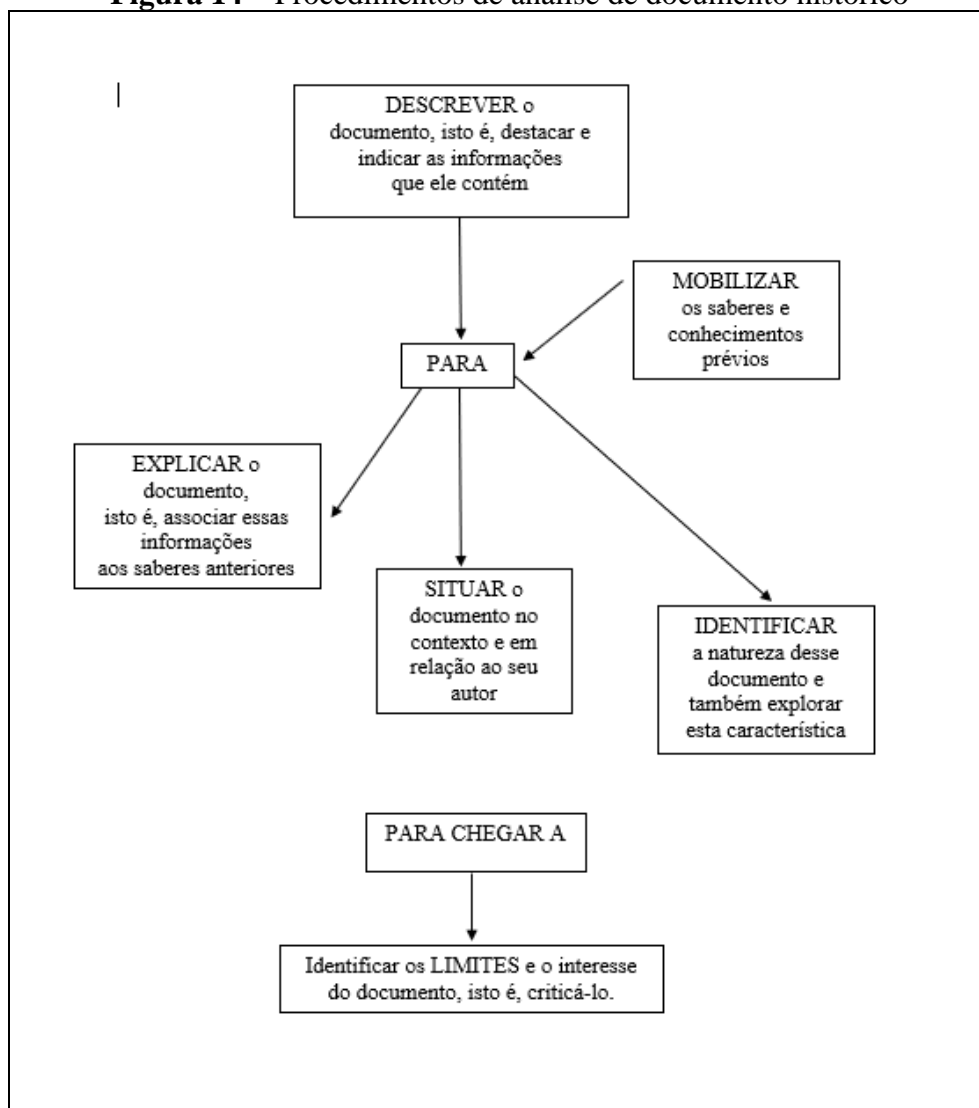 Figura 14 - Procedimentos de análise de documento histórico
DESCREVER o
documento, isto é, destacar e
indicar as informações
que ele contém
MOBILIZAR
os saberes e
conhecimentos
prévios
PARA
EXPLICAR o
documento,
isto é, associar essas
informações
aos saberes anteriores
SITUAR o
documento no
contexto e em
relação ao seu
autor
IDENTIFICAR
a natureza desse
documento e
também explorar
esta característica
PARA CHEGAR A
Identificar os LIMITES e o interesse
do documento, isto é, criticá-lo.